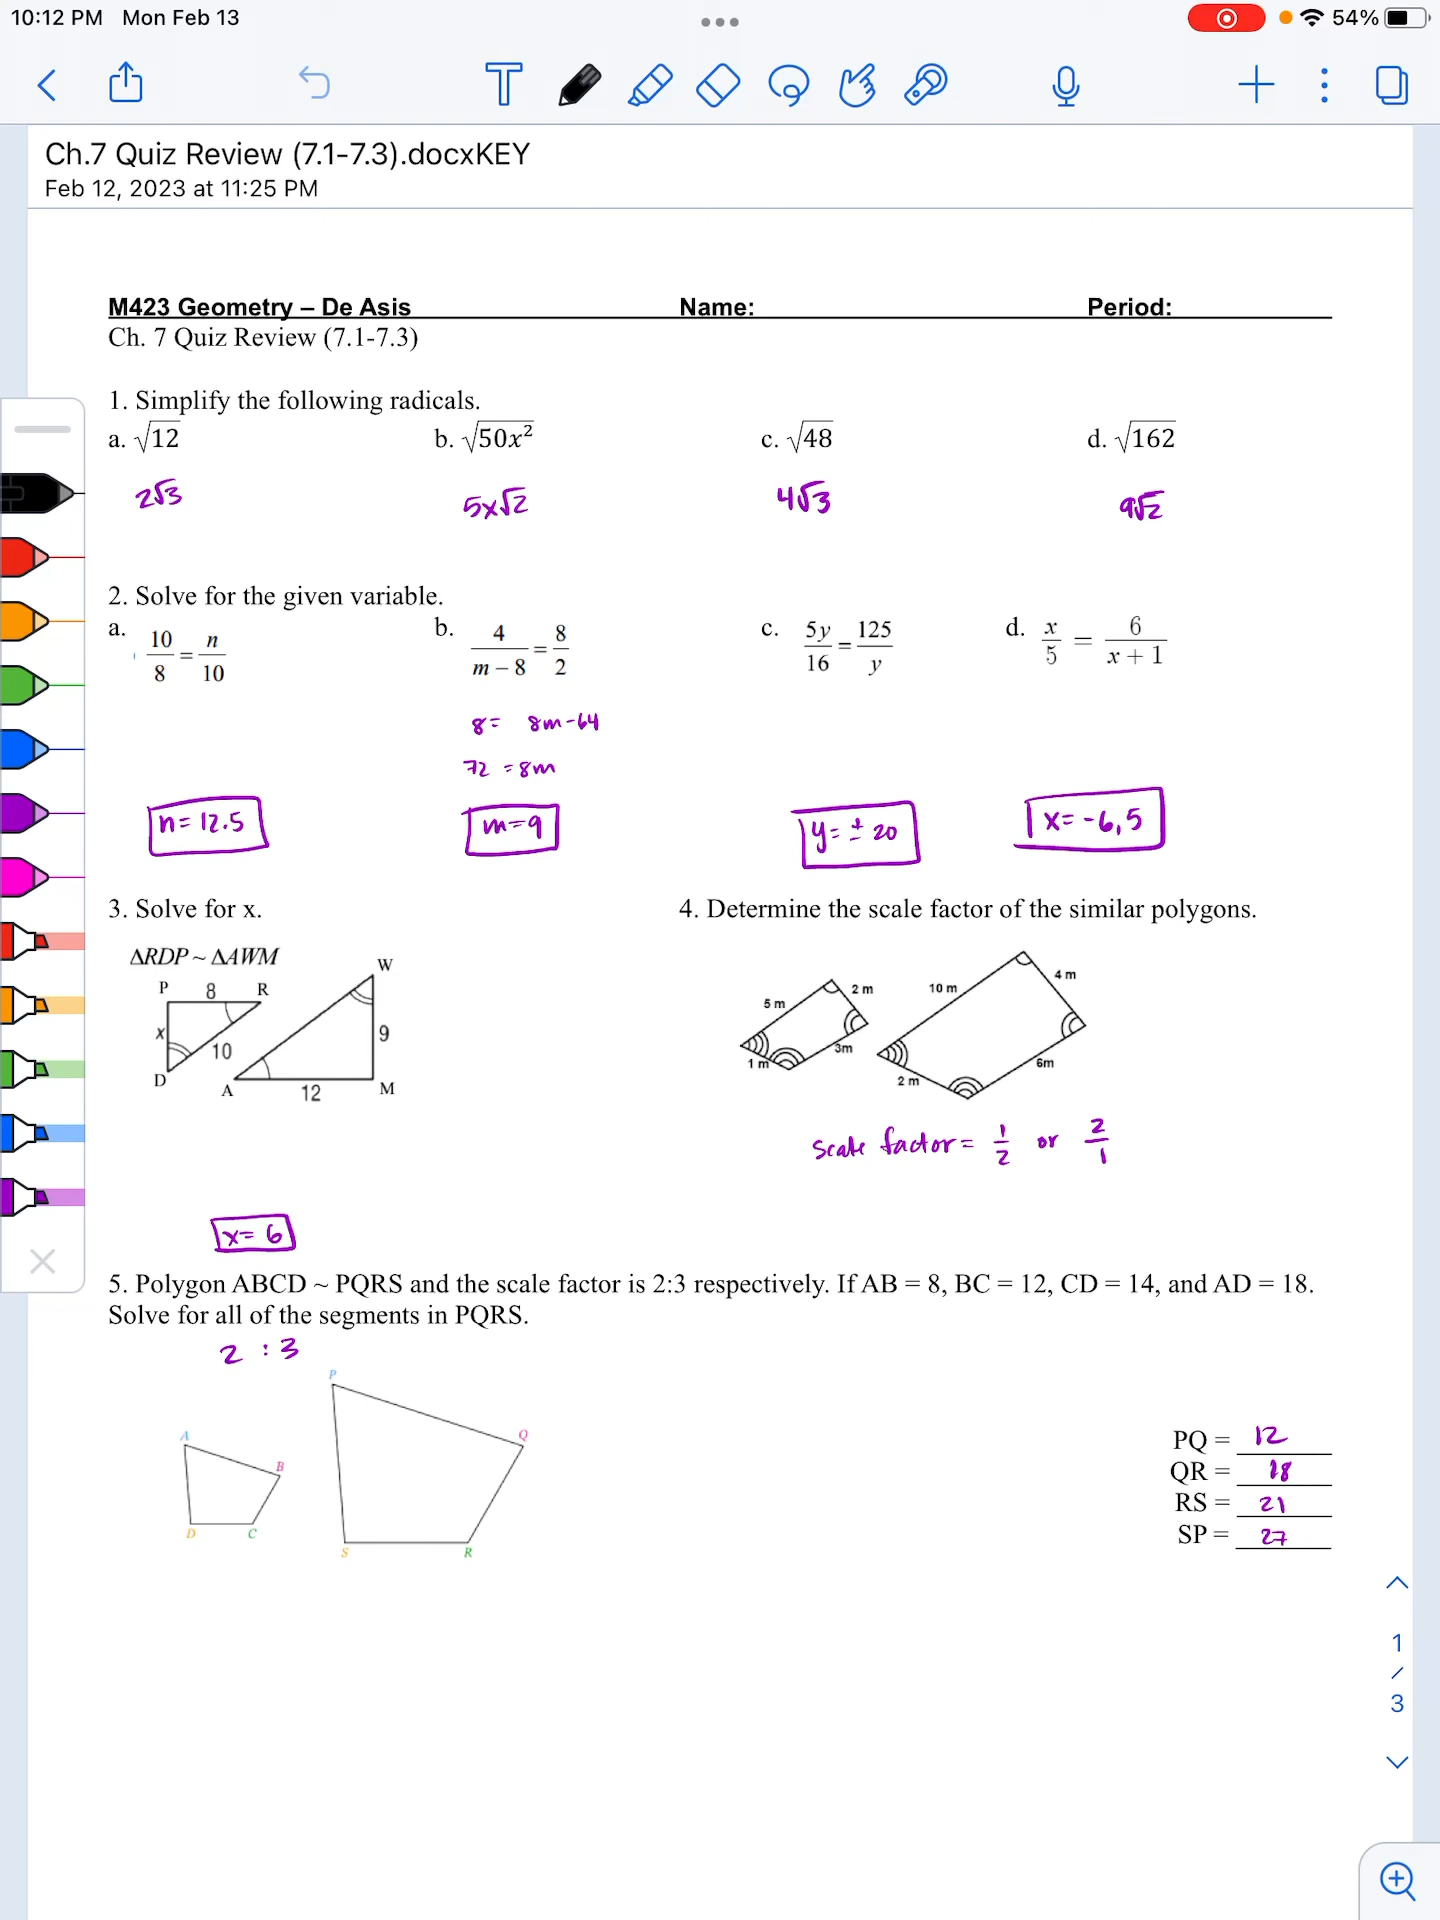 10:12 PM Mon Feb 13
54%
Ch.7 Quiz Review (7.1-7.3).docxKEY
Feb 12, 2023 at 11:25 PM
M423 Geometry – De Asis Name: Period:
Ch. 7 Quiz Review (7.1-7.3)
1. Simplify the following radicals.
a. √12 b. √50x² c. √48 d. √162
2√3 5x√2 4√3 9√2
2. Solve for the given variable.
a. 10/8 = n/10 b. 4/(m – 8) = 8/2 c. 5y/16 = 125/y d. x/5 = 6/(x + 1)
8 = 8m-64
72 = 8m
n = 12.5 m=9 y = ± 20 x= -6,5
3. Solve for x. 4. Determine the scale factor of the similar polygons.
ΔRDP ~ ΔAWM
P 8 R W
x 10 9
D A 12 M
5 m 2 m 10 m 4 m
1 m 3m 2 m 6m
scale factor = 1/2 or 2/1
x= 6
5. Polygon ABCD ~ PQRS and the scale factor is 2:3 respectively. If AB = 8, BC = 12, CD = 14, and AD = 18.
Solve for all of the segments in PQRS.
2 : 3
P
A B Q
D C S R
PQ = 12
QR = 18
RS = 21
SP = 27
1
/
3